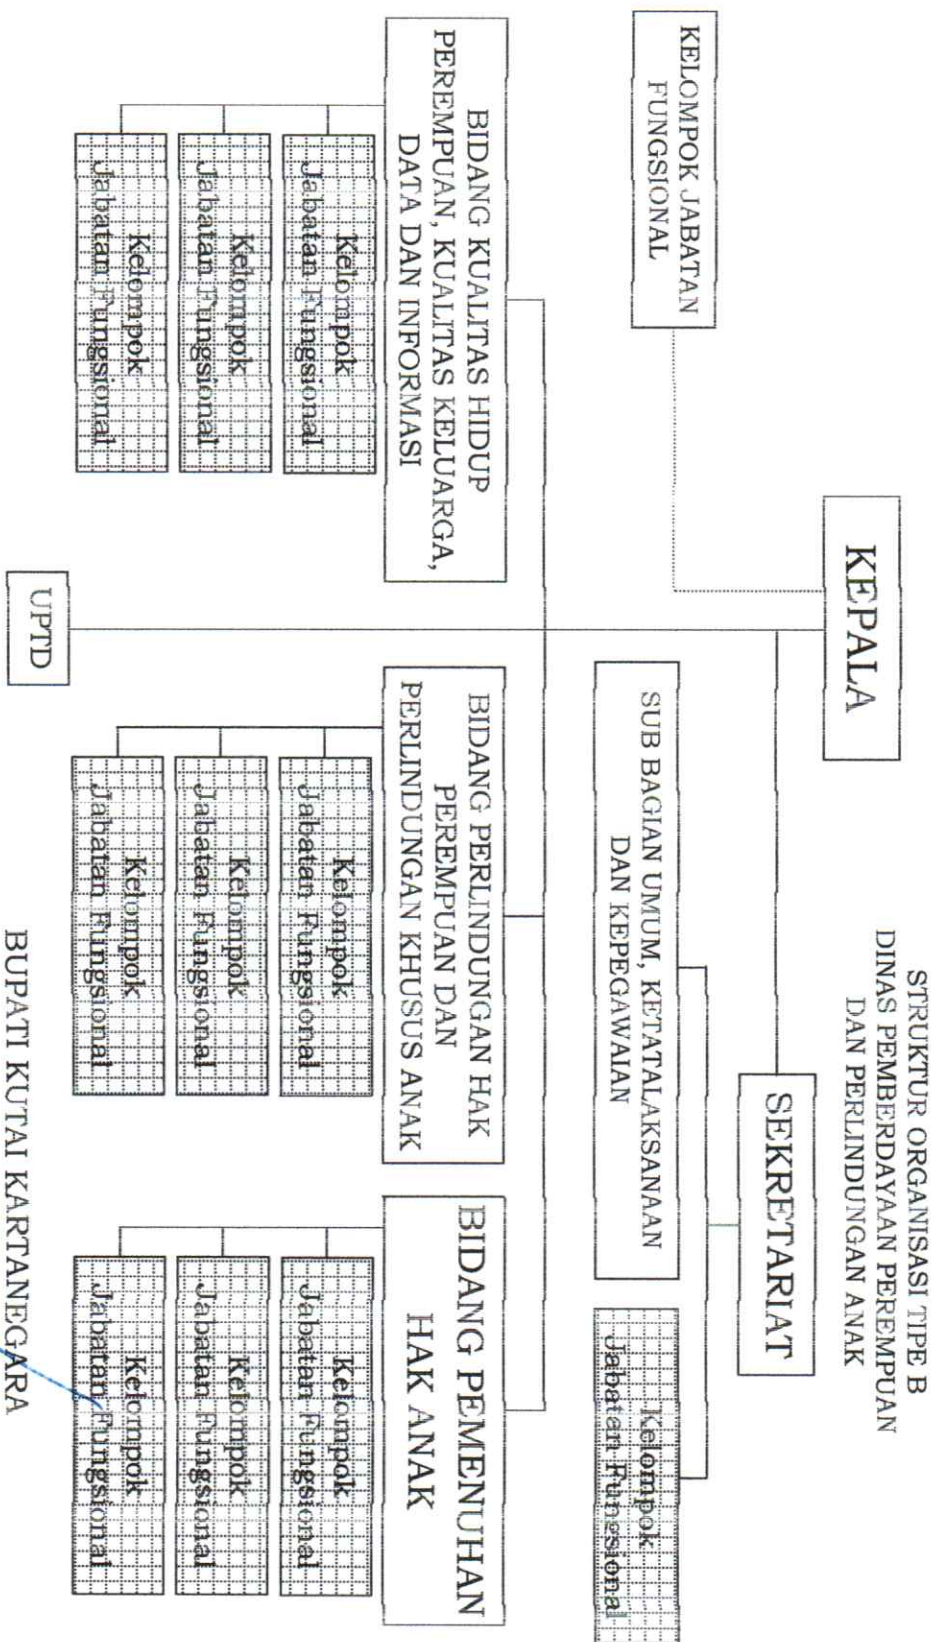 STRUKTUR ORGANISASI TIPE B
DINAS PEMBERDAYAAN PEREMPUAN
DAN PERLINDUNGAN ANAK
KEPALA
SEKRETARIAT
KELOMPOK JABATAN
FUNGSIONAL
SUB BAGIAN UMUM, KETATALAKSANAAN
DAN KEPEGAWAIAN
Kelompok
Jabatan Fungsional
BIDANG KUALITAS HIDUP
PEREMPUAN, KUALITAS KELUARGA,
DATA DAN INFORMASI
Kelompok
Jabatan Fungsional
Kelompok
Jabatan Fungsional
Kelompok
Jabatan Fungsional
BIDANG PERLINDUNGAN HAK
PEREMPUAN DAN
PERLINDUNGAN KHUSUS ANAK
Kelompok
Jabatan Fungsional
Kelompok
Jabatan Fungsional
Kelompok
Jabatan Fungsional
BIDANG PEMENUHAN
HAK ANAK
Kelompok
Jabatan Fungsional
Kelompok
Jabatan Fungsional
Kelompok
Jabatan Fungsional
UPTD
BUPATI KUTAI KARTANEGARA